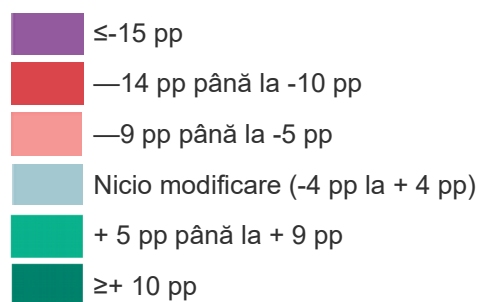 ≤-15 pp
—14 pp până la -10 pp
—9 pp până la -5 pp
Nicio modificare (-4 pp la + 4 pp)
+ 5 pp până la + 9 pp
≥+ 10 pp